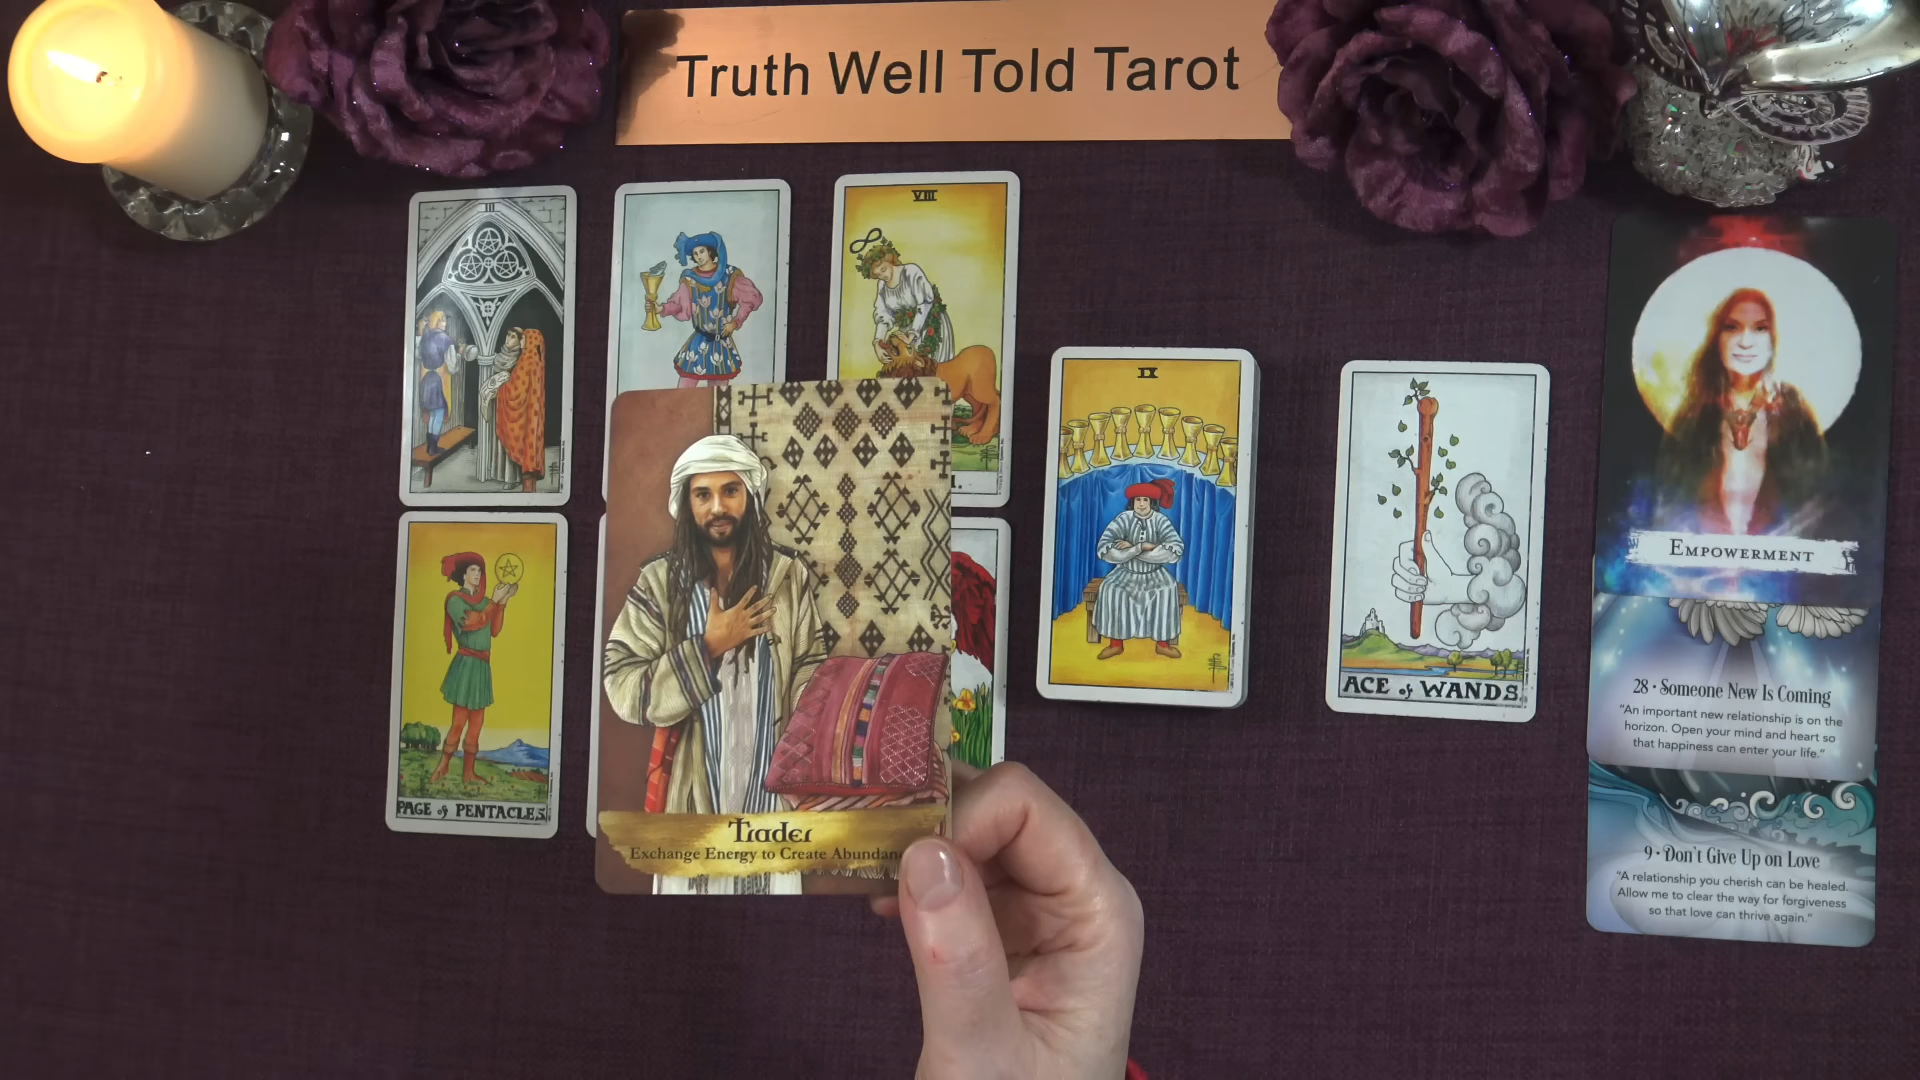 Truth Well Told Tarot
III
VIII
IX
PAGE of PENTACLES.
Trader
Exchange Energy to Create
ACE of WANDS.
EMPOWERMENT
28 • Someone New Is Coming
"An important new relationship is on the
horizon. Open your mind and heart so
that happiness can enter your life."
9 • Don't Give Up on Love
"A relationship you cherish can be healed.
Allow me to clear the way for forgiveness
so that love can thrive again."